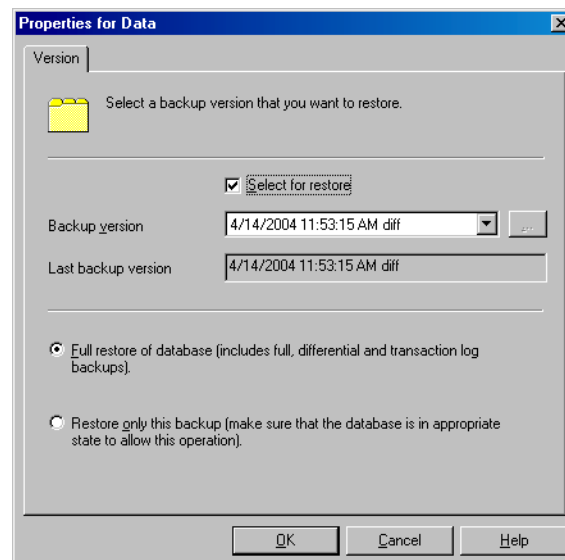 Properties for Data
Version
Select a backup version that you want to restore.
Select for restore
Backup version
4/14/2004 11:53:15 AM diff
...
Last backup version
4/14/2004 11:53:15 AM diff
Full restore of database (includes full, differential and transaction log
backups).
Restore only this backup (make sure that the database is in appropriate
state to allow this operation).
OK
Cancel
Help